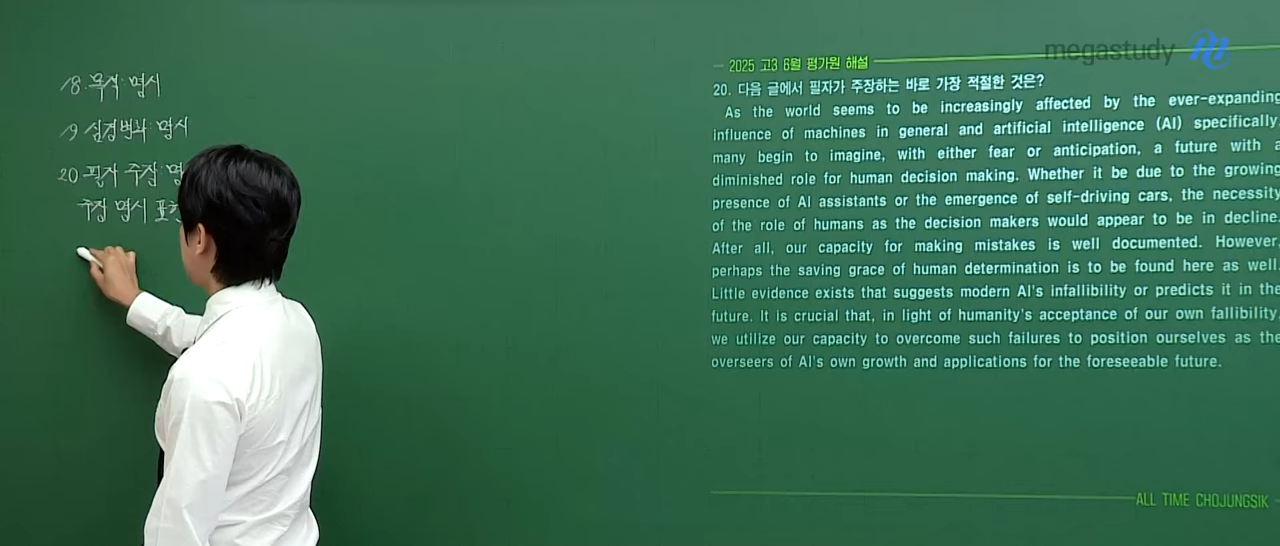 18. 목적: 명시
19 심경변화: 명시
20 필자 주장: 명
주장 명시 표현
megastudy
2025 고3 6월 평가원 해설
20. 다음 글에서 필자가 주장하는 바로 가장 적절한 것은?
As the world seems to be increasingly affected by the ever-expanding
influence of machines in general and artificial intelligence (AI) specifically,
many begin to imagine, with either fear or anticipation, a future with a
diminished role for human decision making. Whether it be due to the growing
presence of AI assistants or the emergence of self-driving cars, the necessity
of the role of humans as the decision makers would appear to be in decline.
After all, our capacity for making mistakes is well documented. However,
perhaps the saving grace of human determination is to be found here as well.
Little evidence exists that suggests modern AI's infallibility or predicts it in the
future. It is crucial that, in light of humanity's acceptance of our own fallibility,
we utilize our capacity to overcome such failures to position ourselves as the
overseers of AI's own growth and applications for the foreseeable future.
ALL TIME CHOJUNGSIK